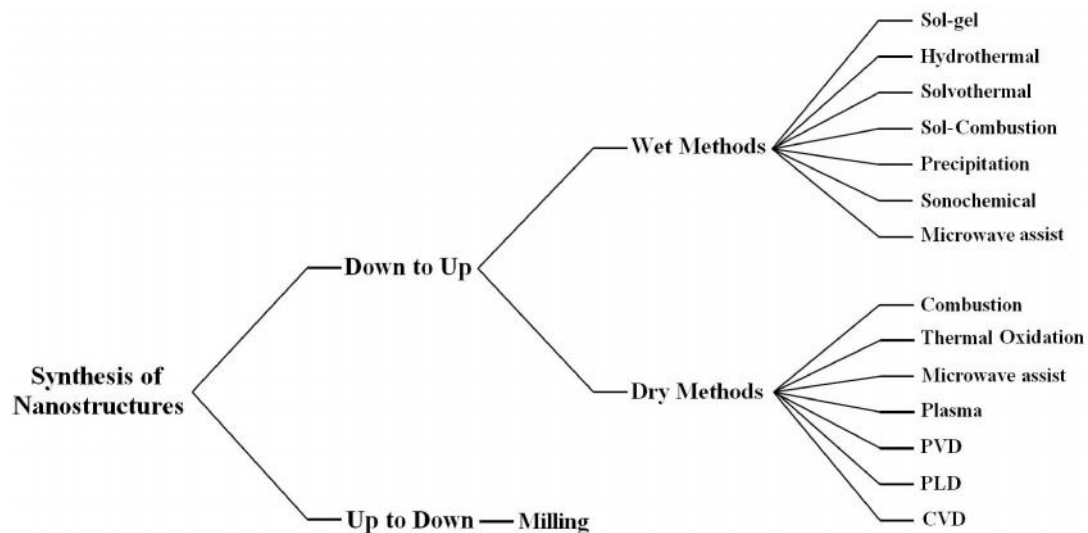 Synthesis of
Nanostructures
Down to Up
Wet Methods
Sol-gel
Hydrothermal
Solvothermal
Sol-Combustion
Precipitation
Sonochemical
Microwave assist
Dry Methods
Combustion
Thermal Oxidation
Microwave assist
Plasma
PVD
PLD
CVD
Up to Down
Milling